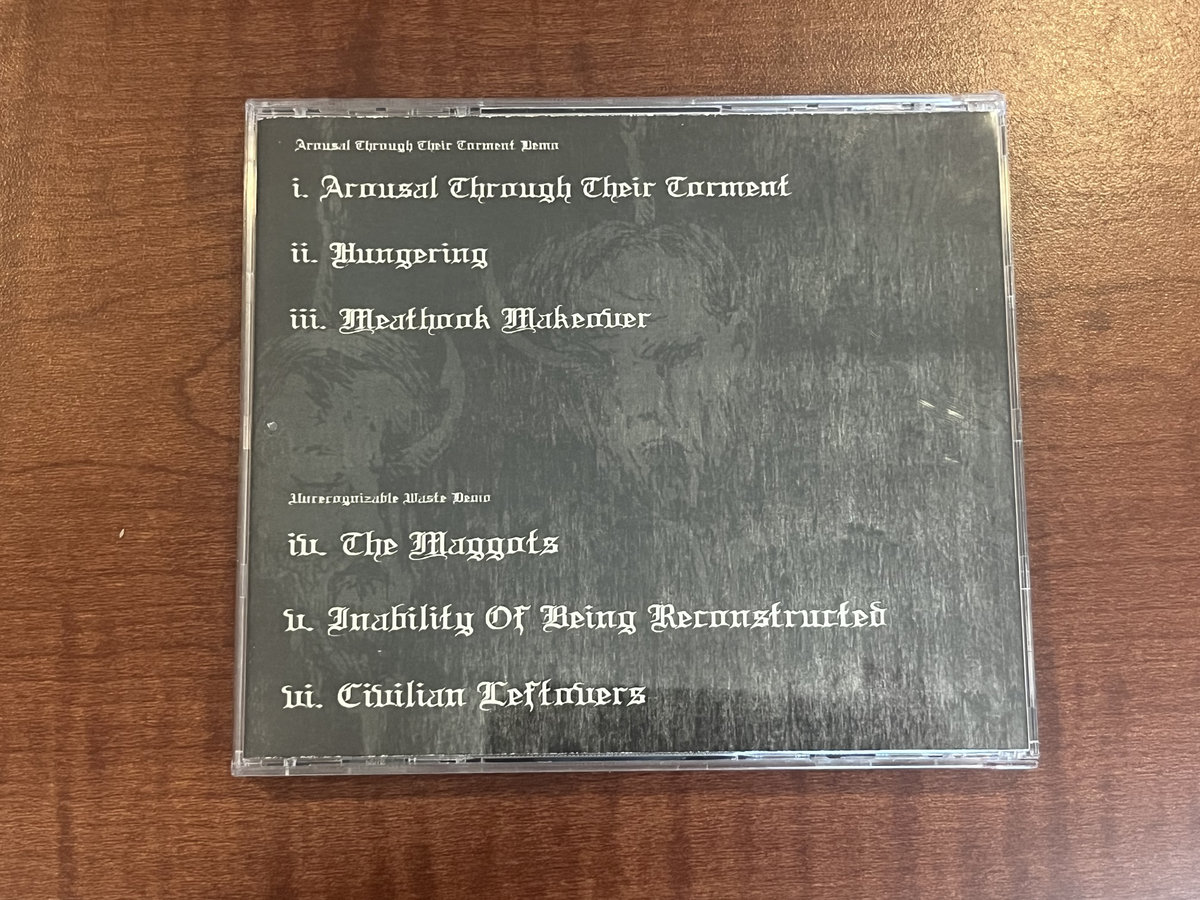 Arousal Through Their Torment Demo
i. Arousal Through Their Torment
ii. Hungering
iii. Meathook Makeover
Unrecognizable Waste Demo
iv. The Maggots
v. Inability Of Being Reconstructed
vi. Civilian Leftovers